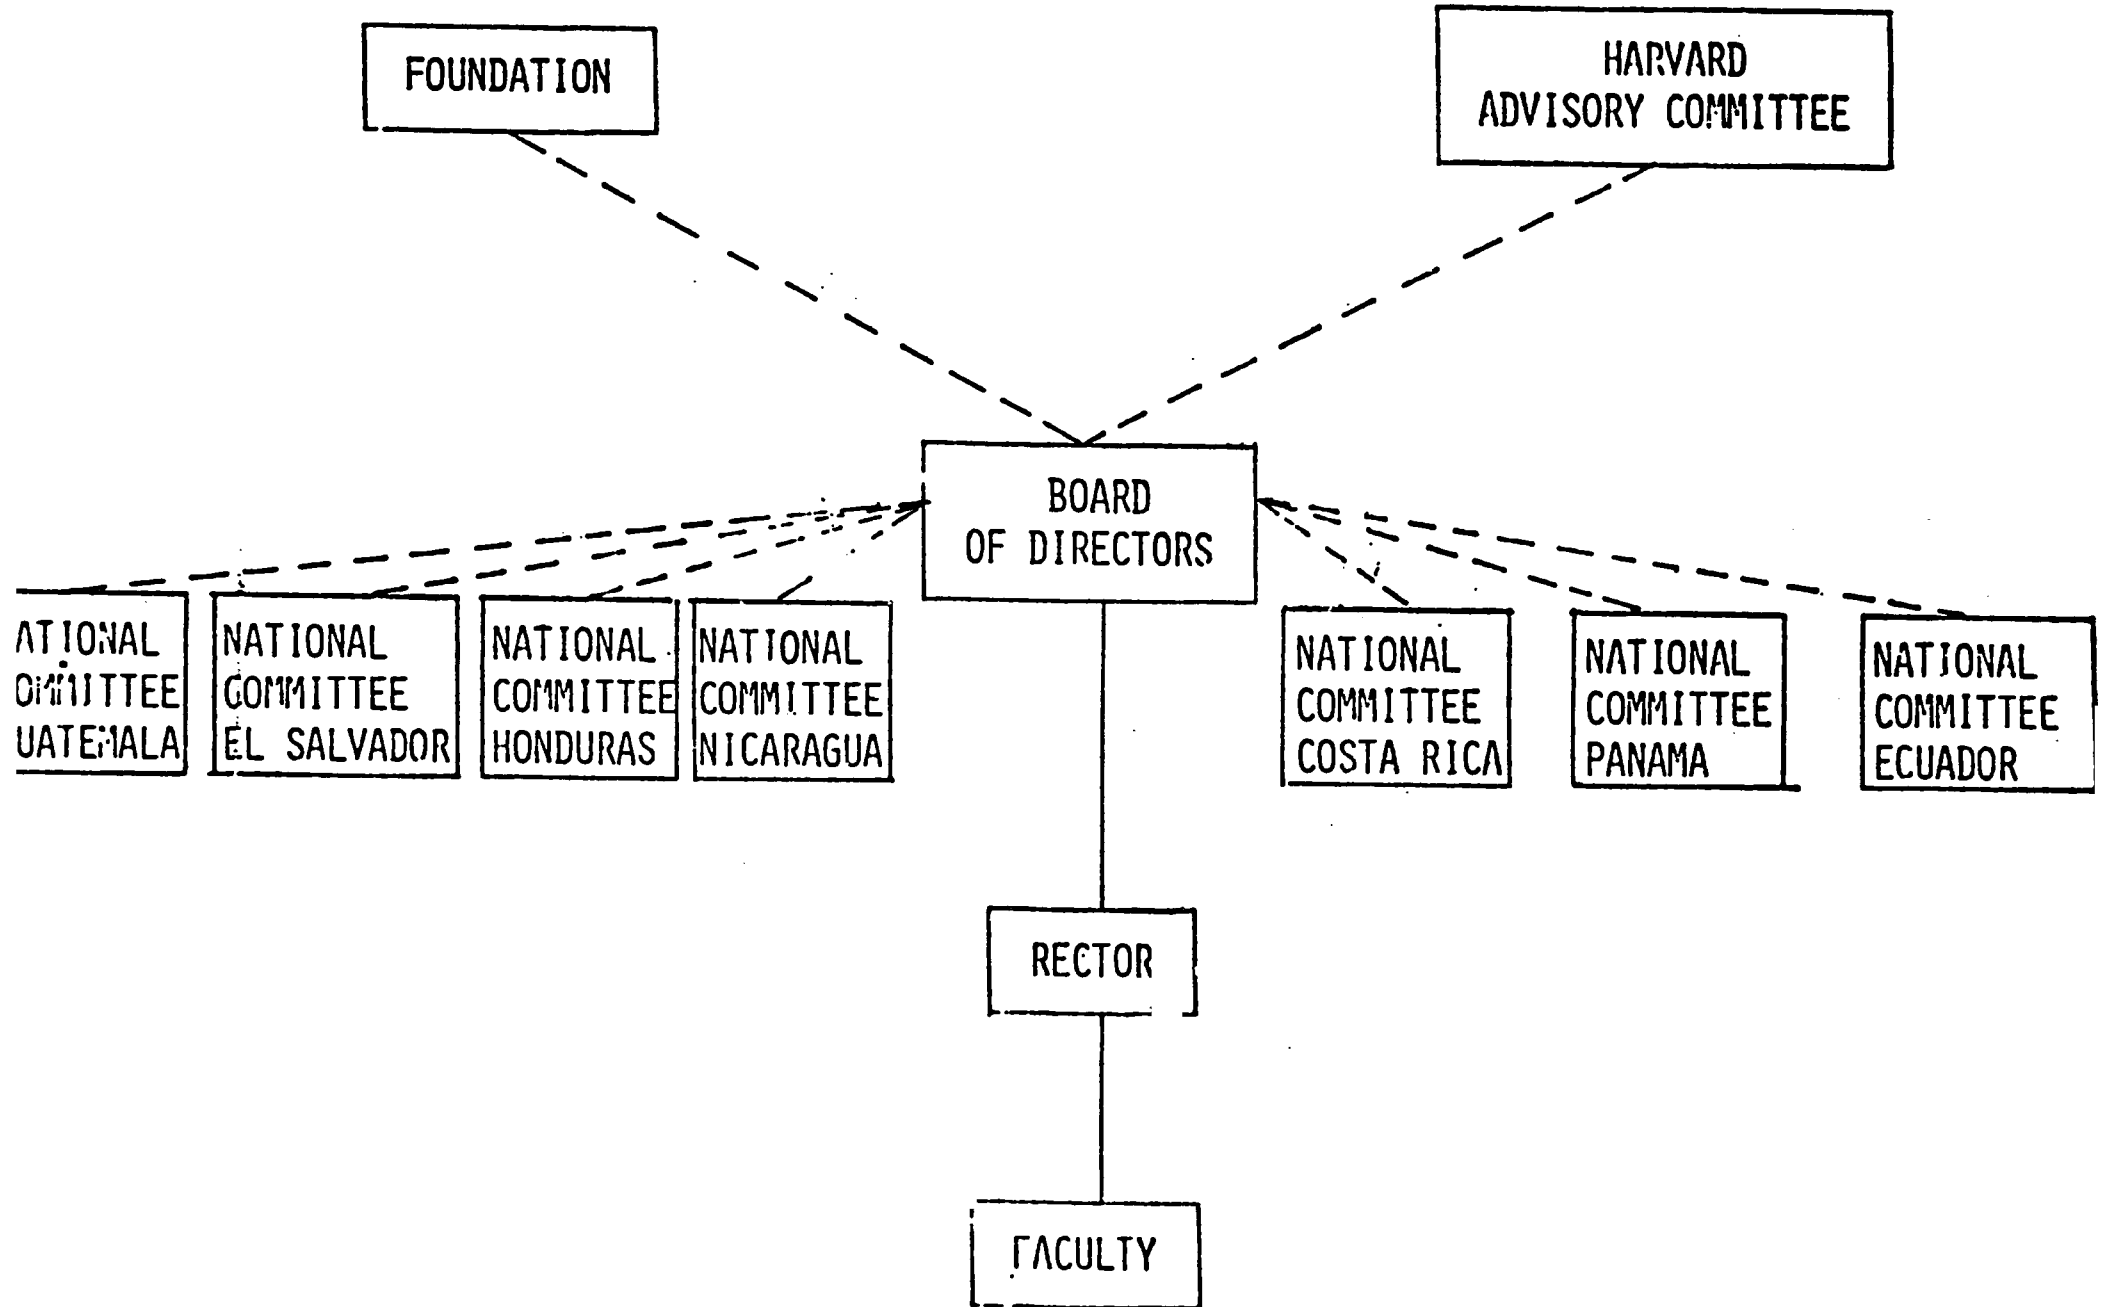 FOUNDATION
HARVARD
ADVISORY COMMITTEE
BOARD
OF DIRECTORS
ATIONAL
OMMITTEE
UATEMALA
NATIONAL
COMMITTEE
EL SALVADOR
NATIONAL
COMMITTEE
HONDURAS
NATIONAL
COMMITTEE
NICARAGUA
NATIONAL
COMMITTEE
COSTA RICA
NATIONAL
COMMITTEE
PANAMA
NATIONAL
COMMITTEE
ECUADOR
RECTOR
FACULTY